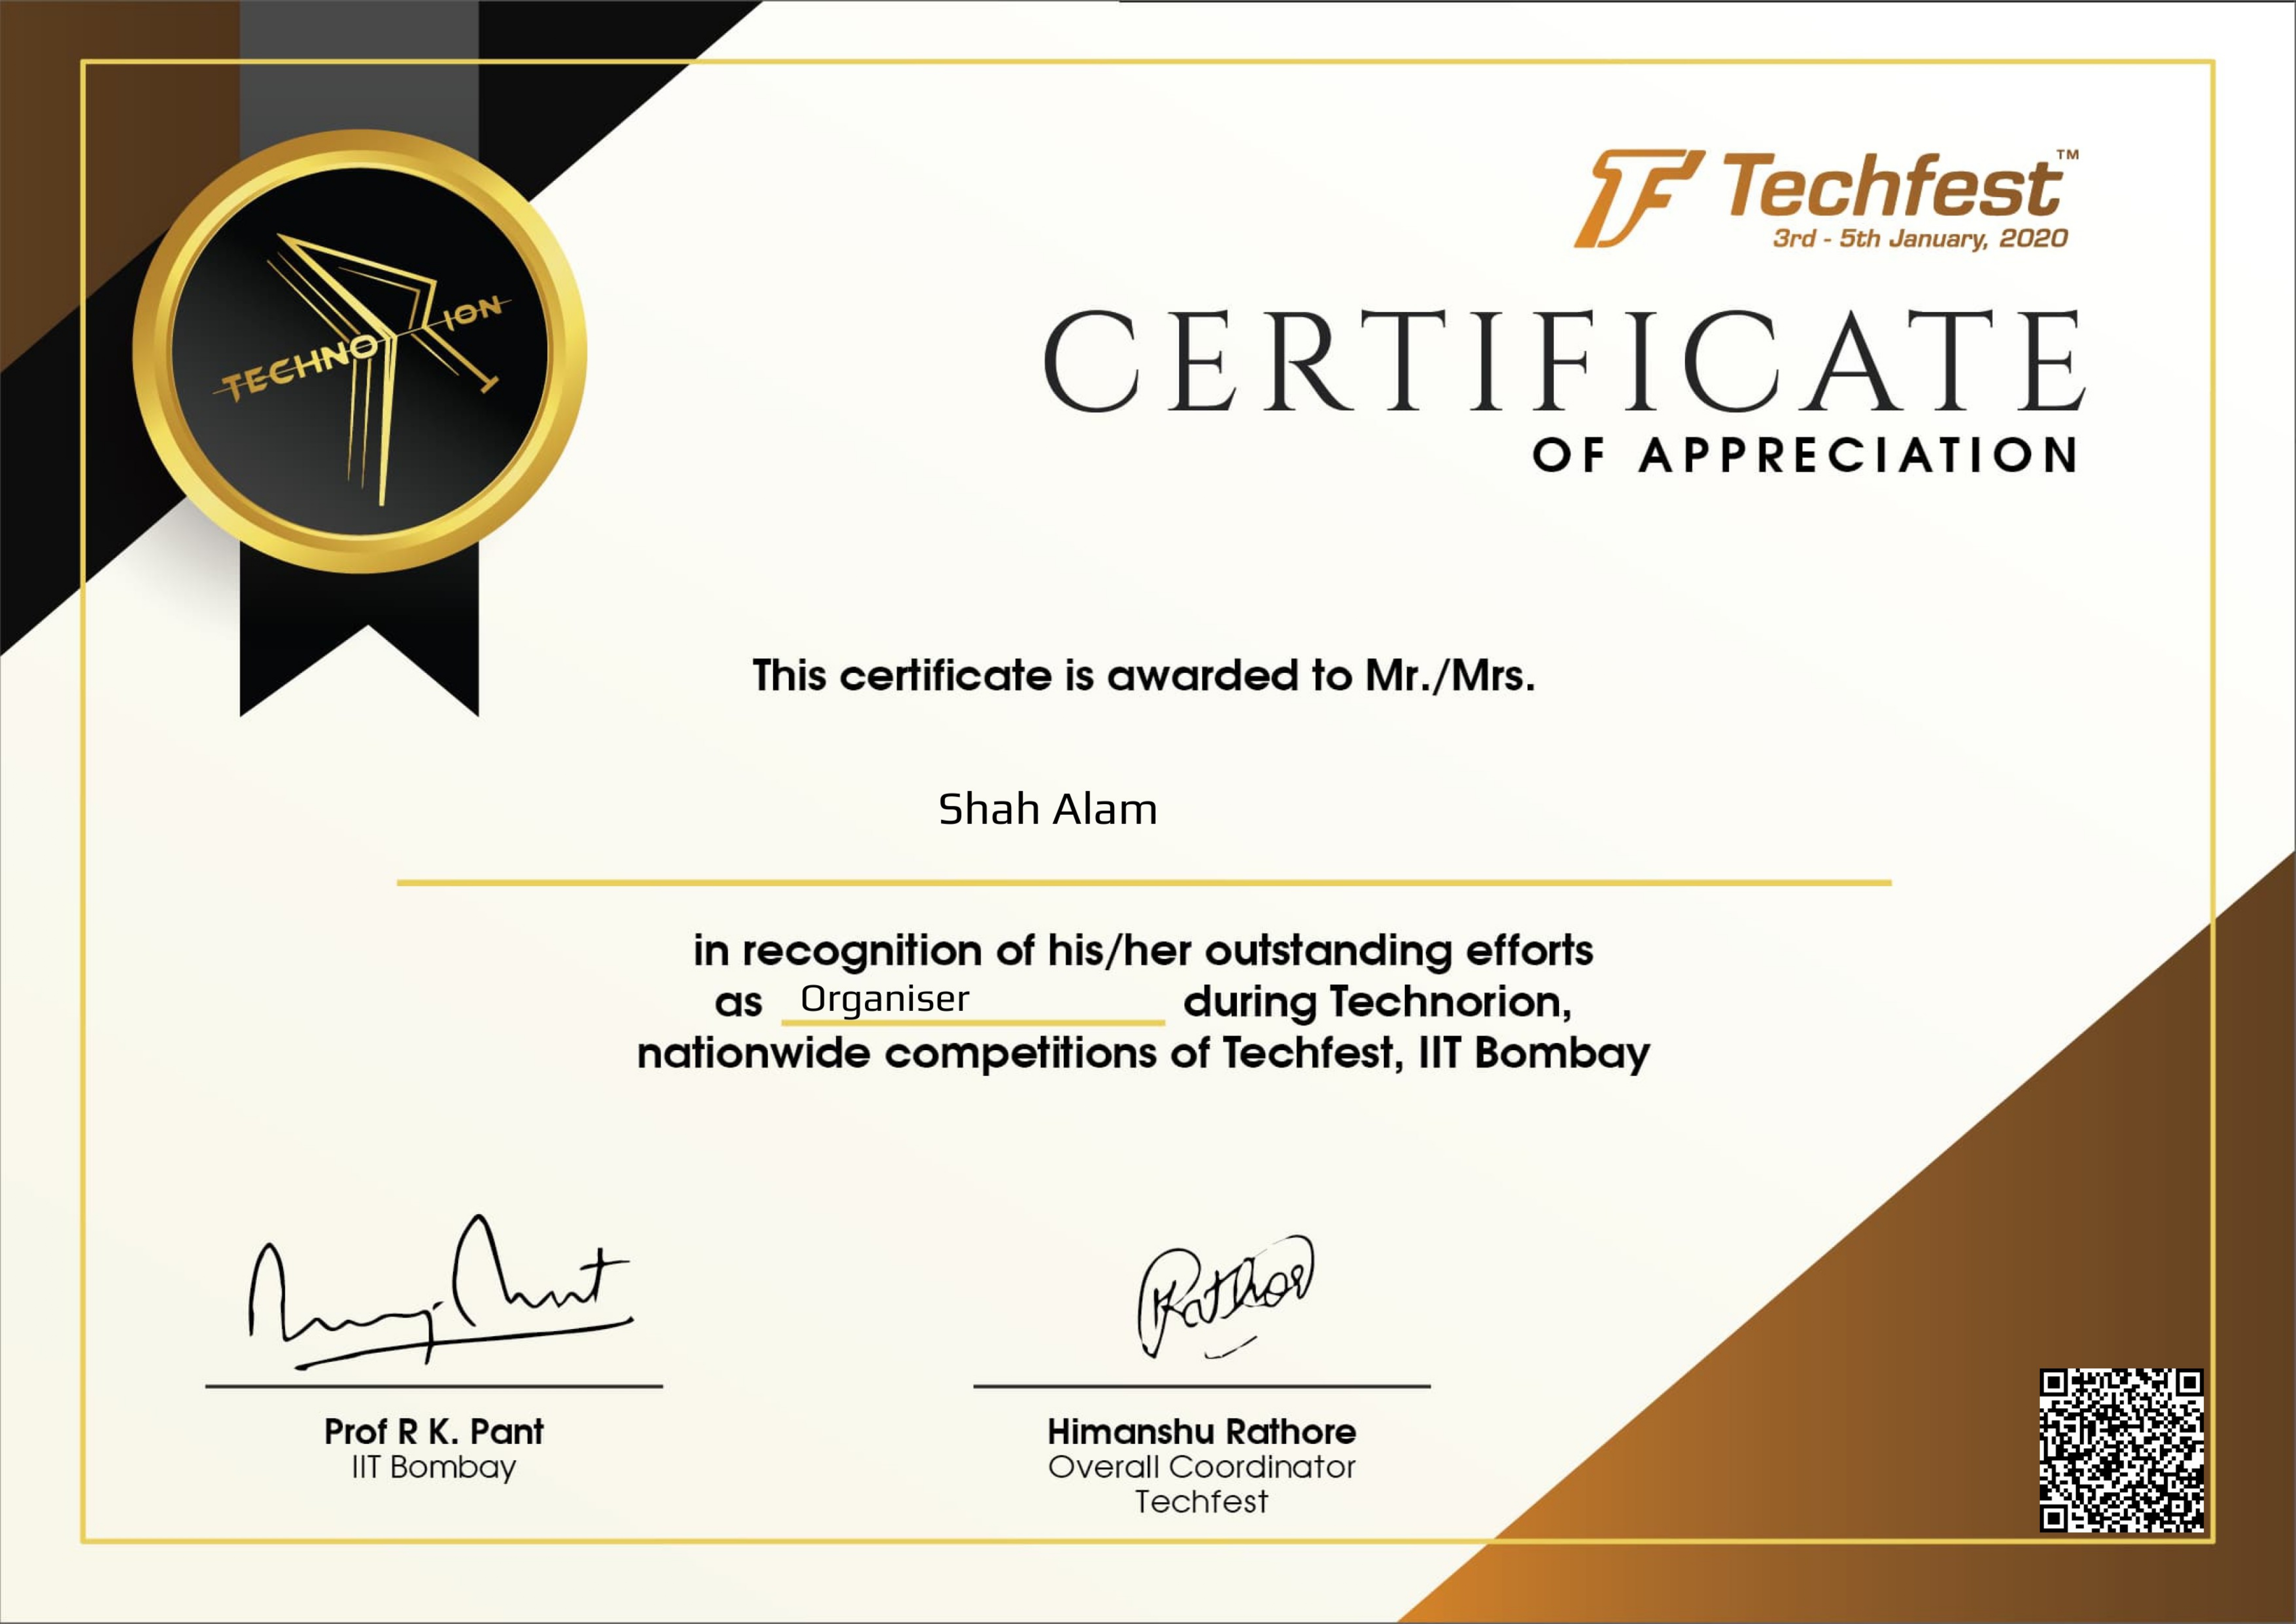 TECHNORION
TF Techfest™
3rd - 5th January, 2020
CERTIFICATE
OF APPRECIATION
This certificate is awarded to Mr./Mrs.
Shah Alam
in recognition of his/her outstanding efforts
as Organiser during Technorion,
nationwide competitions of Techfest, IIT Bombay
Rathor
Prof R K. Pant
IIT Bombay
Himanshu Rathore
Overall Coordinator
Techfest